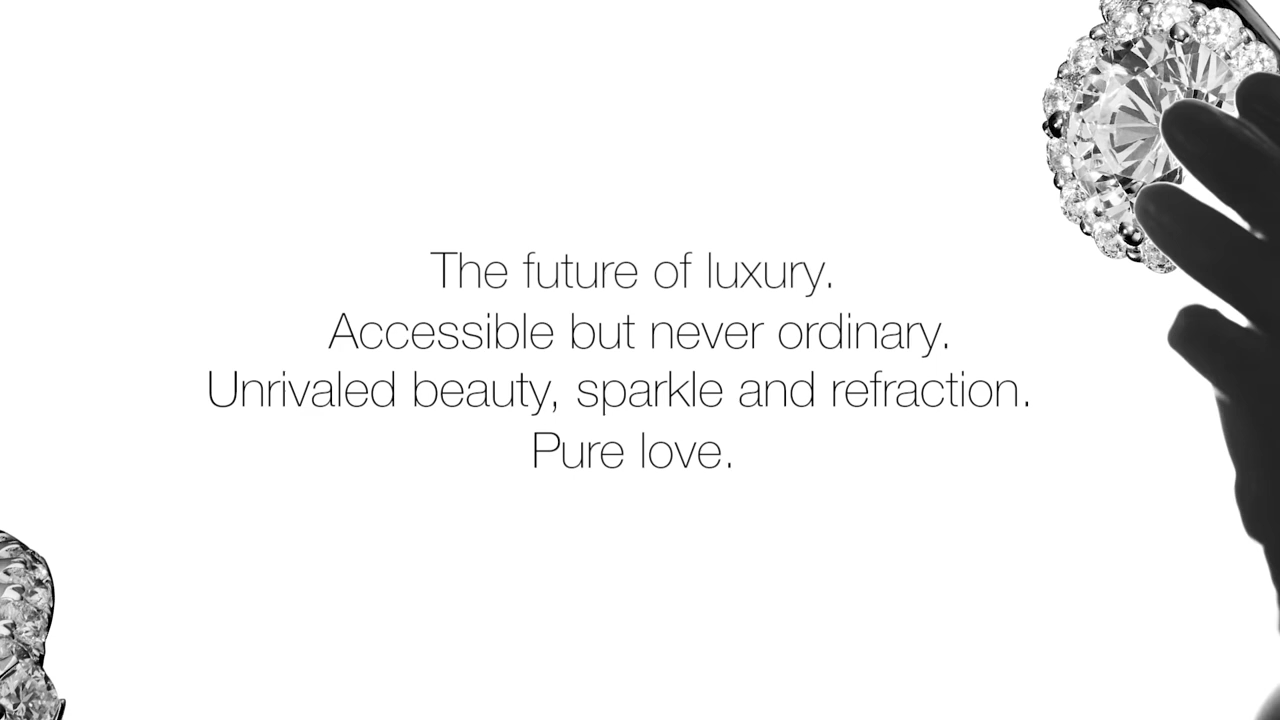 The future of luxury.
Accessible but never ordinary.
Unrivaled beauty, sparkle and refraction.
Pure love.